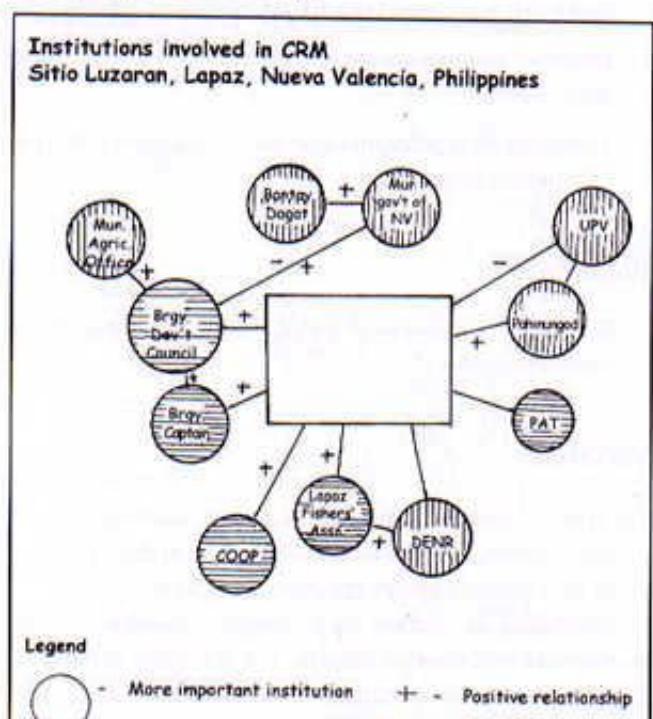 Institutions involved in CRM
Sitio Luzaran, Lapaz, Nueva Valencia, Philippines
Bantay
Dagat
+
Mun
gov't of
NV
UPV
Mun.
Agric.
Office
+
-
+
-
Brgy
Dev't
Council
+
Pahinungod
+
+
Brgy.
Captain
+
PAT
+
+
Lapaz
Fishers'
Assn.
+
COOP
DENR
Legend
- More important institution
+ - Positive relationship